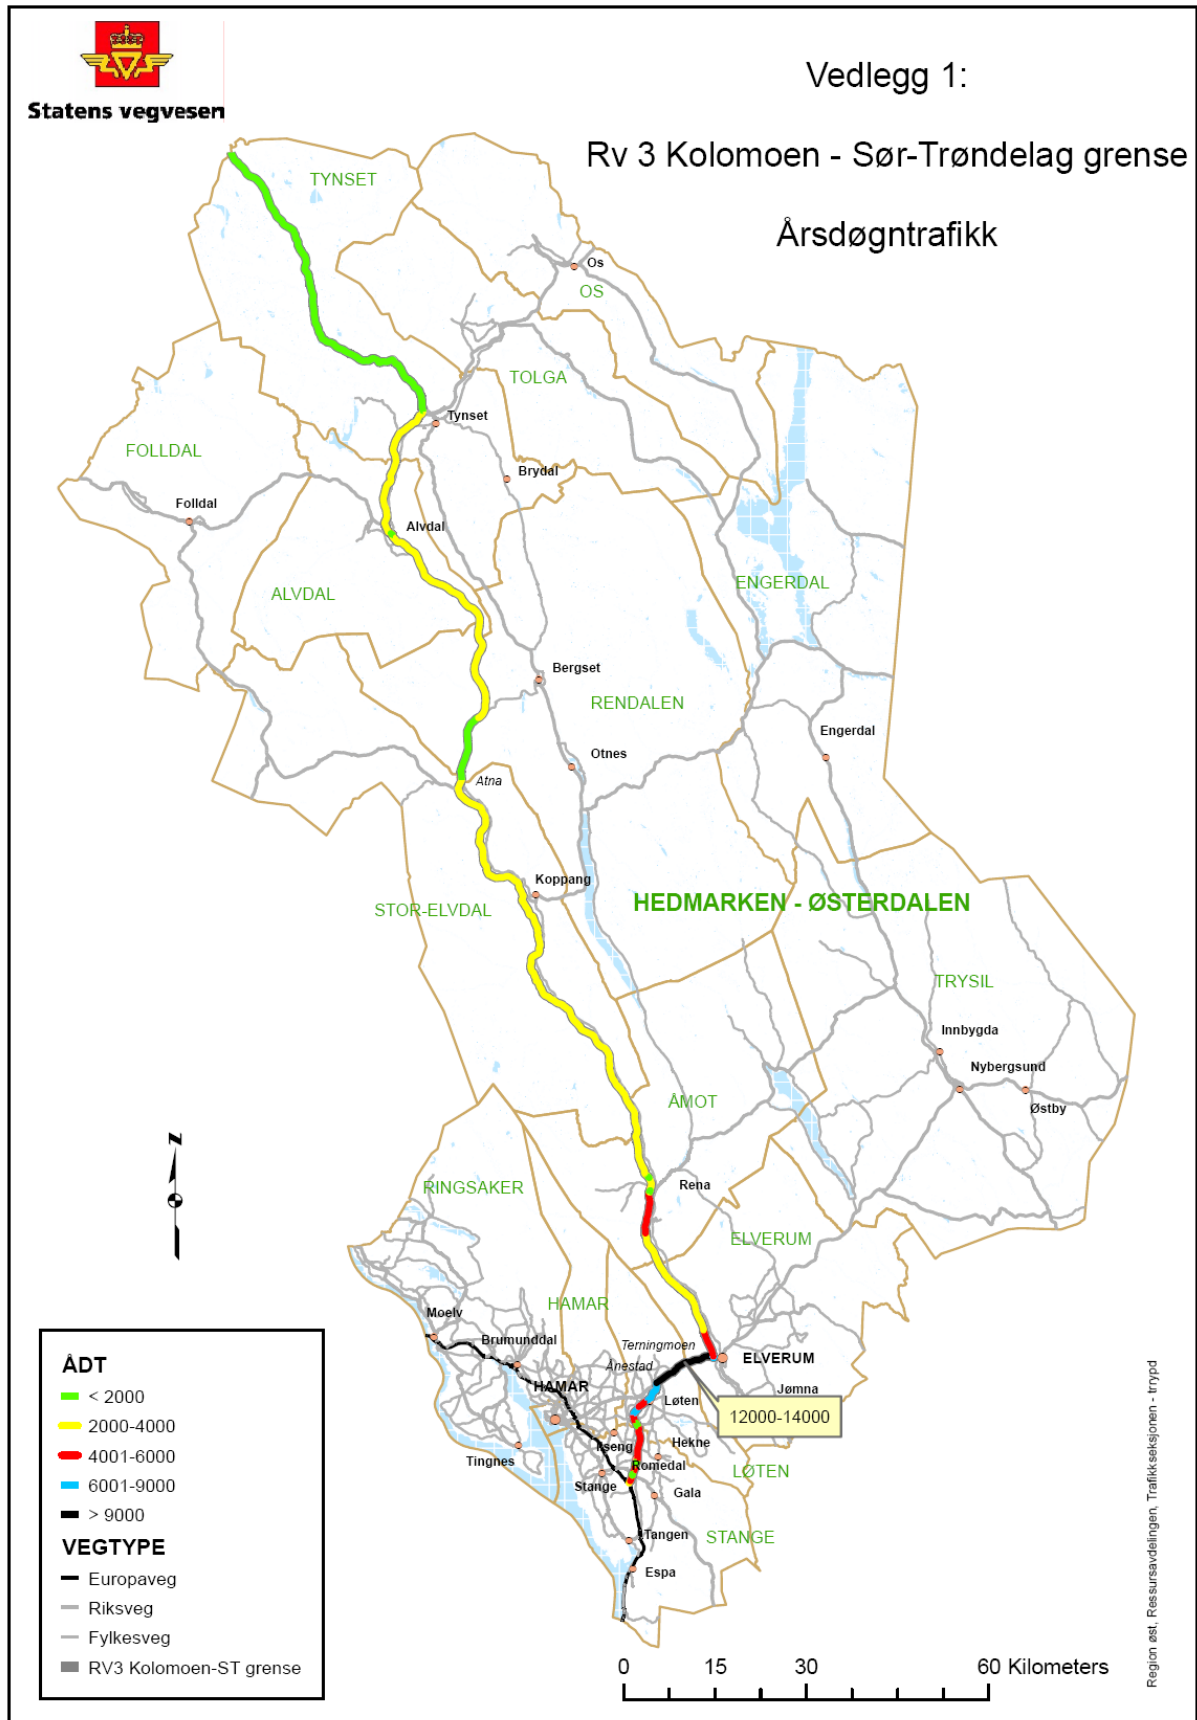 Statens vegvesen
Vedlegg 1:
Rv 3 Kolomoen - Sør-Trøndelag grense
Årsdøgntrafikk
TYNSET
Os
OS
TOLGA
Tynset
FOLLDAL
Brydal
Folldal
Alvdal
ENGERDAL
ALVDAL
Bergset
RENDALEN
Engerdal
Otnes
Atna
Koppang
HEDMARKEN - ØSTERDALEN
STOR-ELVDAL
TRYSIL
Innbygda
Nybergsund
Østby
ÅMOT
N
RINGSAKER
Rena
ELVERUM
HAMAR
Moelv
Brumunddal
Terningmoen
Ånestad
ELVERUM
HAMAR
Jømna
Løten
12000-14000
Ilseng
Hekne
Tingnes
Romedal
LØTEN
Stange
Gala
Tangen
STANGE
Espa
ÅDT
< 2000
2000-4000
4001-6000
6001-9000
> 9000
VEGTYPE
Europaveg
Riksveg
Fylkesveg
RV3 Kolomoen-ST grense
0 15 30 60 Kilometers
Region øst, Ressursavdelingen, Trafikkseksjonen - trrypd